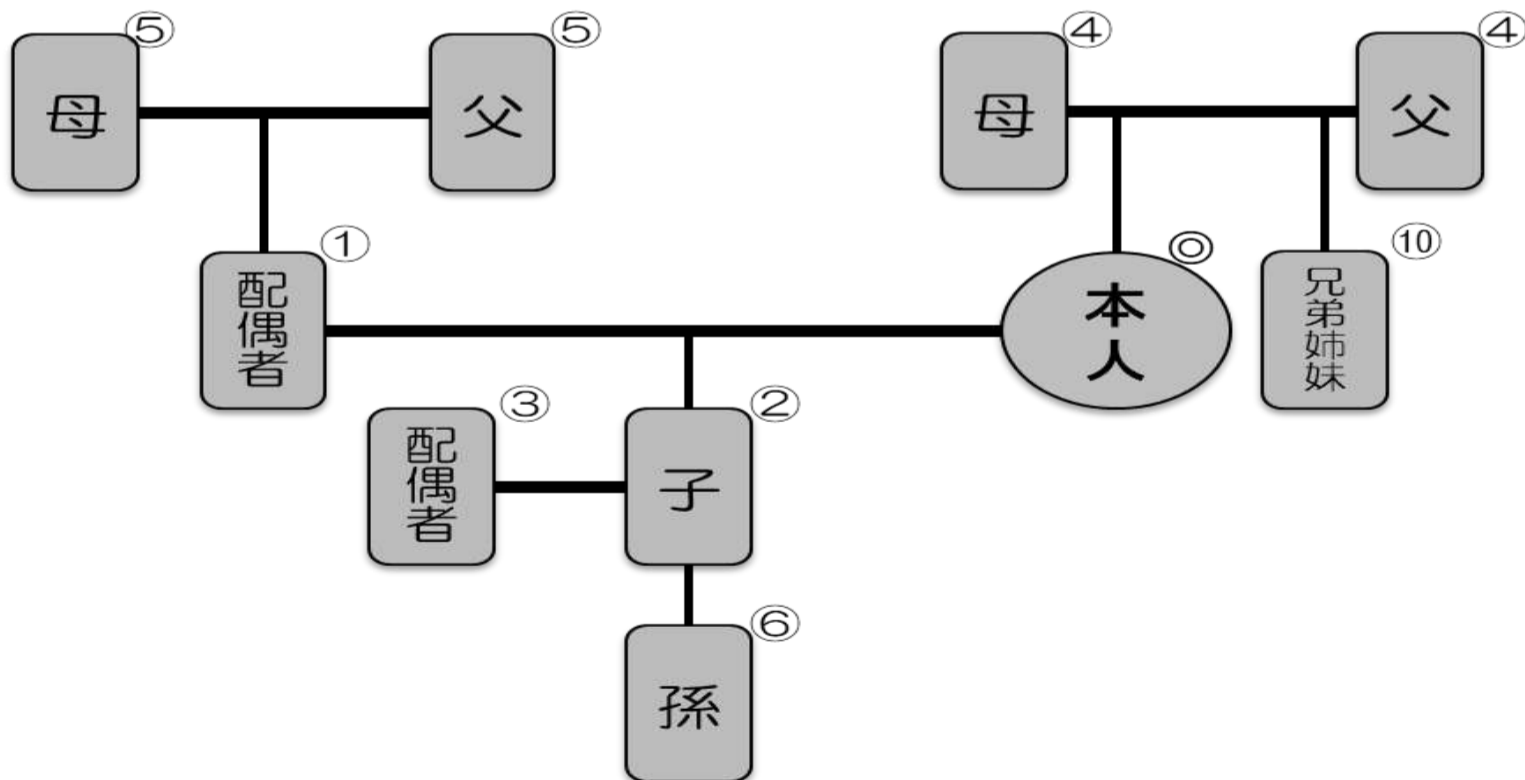 ⑤
母
⑤
父
④
母
④
父
①
配偶者
◎
本人
⑩
兄弟姉妹
③
配偶者
②
子
⑥
孫